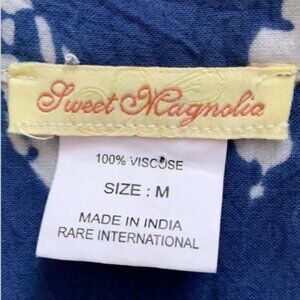 Sweet Magnolia
100% VISCOSE
SIZE : M
MADE IN INDIA
RARE INTERNATIONAL